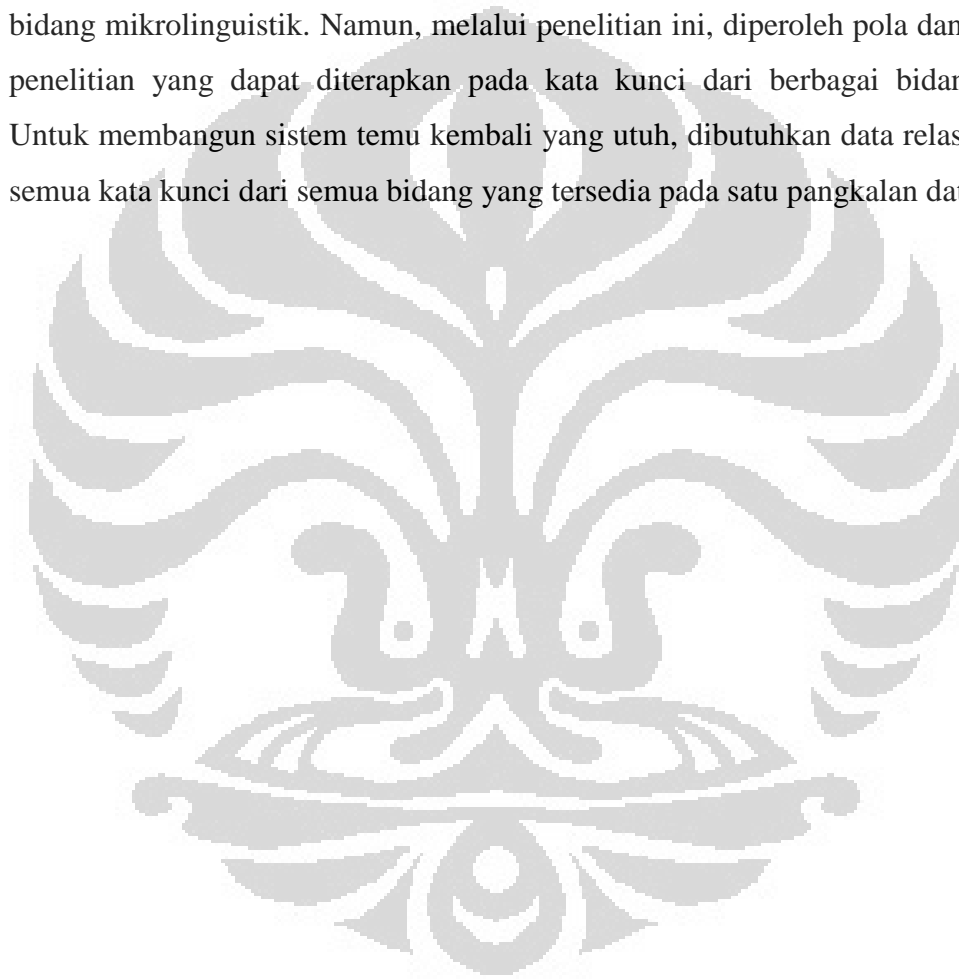 bidang mikrolinguistik. Namun, melalui penelitian ini, diperoleh pola dan
penelitian yang dapat diterapkan pada kata kunci dari berbagai bidan
Untuk membangun sistem temu kembali yang utuh, dibutuhkan data relas
semua kata kunci dari semua bidang yang tersedia pada satu pangkalan dat